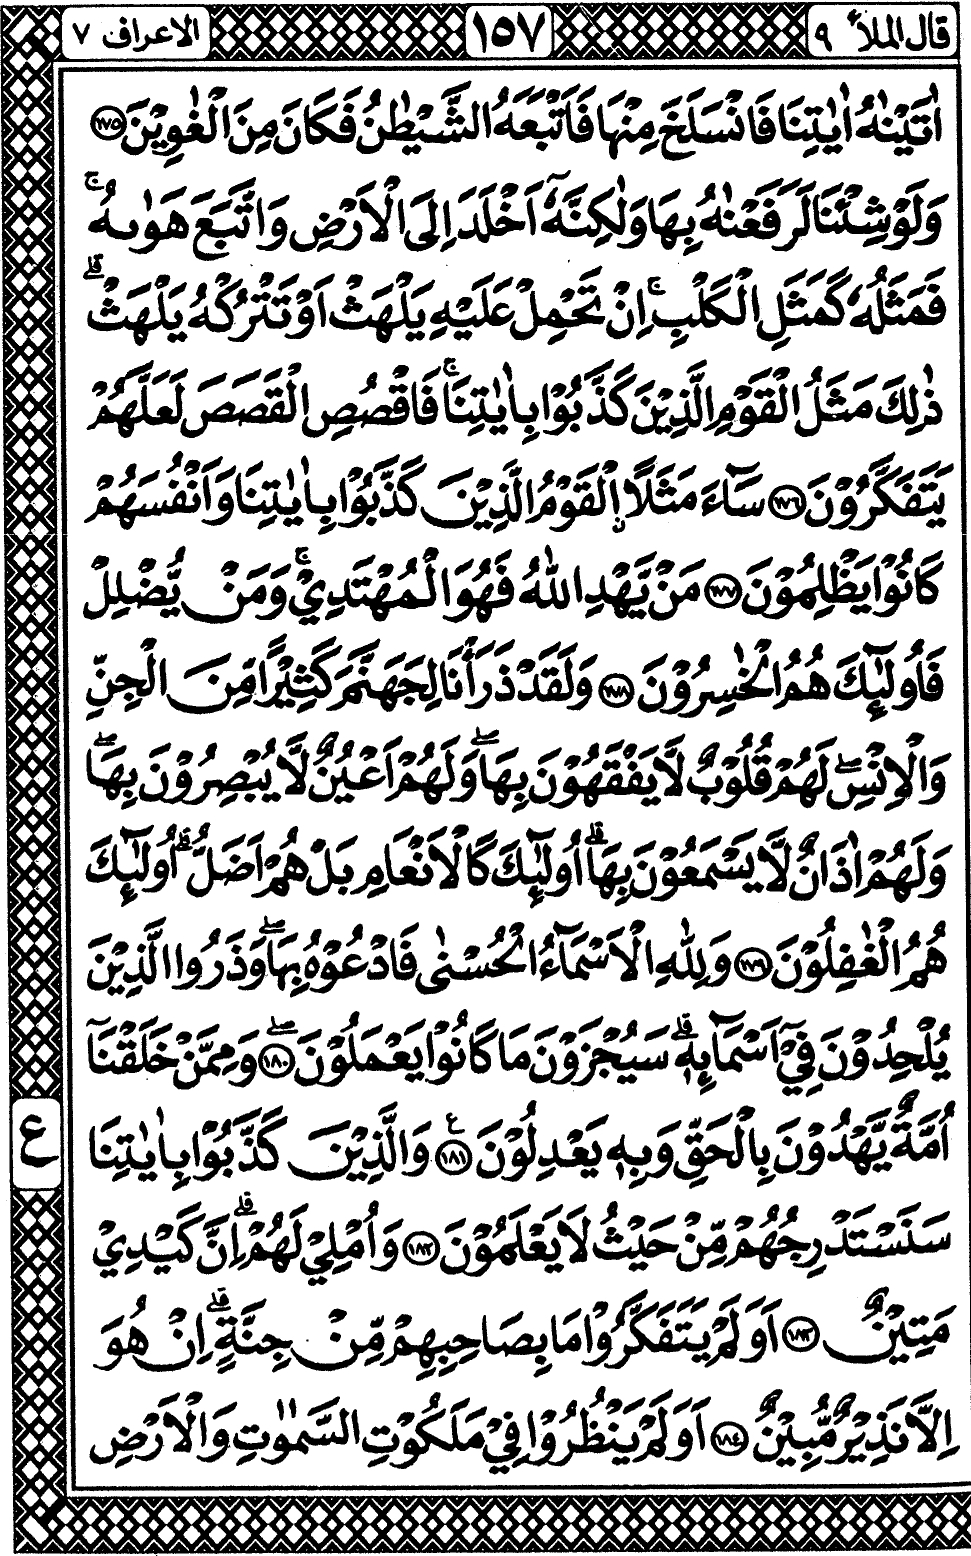 قال الملأ ٩
١٥٧
الاعراف ٧
اٰتَيْنٰهُ اٰيٰتِنَا فَانْسَلَخَ مِنْهَا فَاَتْبَعَهُ الشَّيْطٰنُ فَكَانَ مِنَ الْغٰوِيْنَ ﴿١٧٥﴾
وَلَوْ شِئْنَا لَرَفَعْنٰهُ بِهَا وَلٰكِنَّهٗۤ اَخْلَدَ اِلَى الْاَرْضِ وَاتَّبَعَ هَوٰىهُ ۚ
فَمَثَلُهٗ كَمَثَلِ الْكَلْبِ ۚ اِنْ تَحْمِلْ عَلَيْهِ يَلْهَثْ اَوْ تَتْرُكْهُ يَلْهَثْ ؕ
ذٰلِكَ مَثَلُ الْقَوْمِ الَّذِيْنَ كَذَّبُوْا بِاٰيٰتِنَا ۚ فَاقْصُصِ الْقَصَصَ لَعَلَّهُمْ
يَتَفَكَّرُوْنَ ﴿١٧٦﴾ سَآءَ مَثَلًا اۨلْقَوْمُ الَّذِيْنَ كَذَّبُوْا بِاٰيٰتِنَا وَاَنْفُسَهُمْ
كَانُوْا يَظْلِمُوْنَ ﴿١٧٧﴾ مَنْ يَّهْدِ اللّٰهُ فَهُوَ الْمُهْتَدِيْ ۚ وَمَنْ يُّضْلِلْ
فَاُولٰٓئِكَ هُمُ الْخٰسِرُوْنَ ﴿١٧٨﴾ وَلَقَدْ ذَرَاْنَا لِجَهَنَّمَ كَثِيْرًا مِّنَ الْجِنِّ
وَالْاِنْسِ ۖ لَهُمْ قُلُوْبٌ لَّا يَفْقَهُوْنَ بِهَا ۖ وَلَهُمْ اَعْيُنٌ لَّا يُبْصِرُوْنَ بِهَا ۖ
وَلَهُمْ اٰذَانٌ لَّا يَسْمَعُوْنَ بِهَا ؕ اُولٰٓئِكَ كَالْاَنْعَامِ بَلْ هُمْ اَضَلُّ ؕ اُولٰٓئِكَ
هُمُ الْغٰفِلُوْنَ ﴿١٧٩﴾ وَلِلّٰهِ الْاَسْمَآءُ الْحُسْنٰى فَادْعُوْهُ بِهَا ۖ وَذَرُوا الَّذِيْنَ
يُلْحِدُوْنَ فِيْۤ اَسْمَآئِهٖ ؕ سَيُجْزَوْنَ مَا كَانُوْا يَعْمَلُوْنَ ﴿١٨٠﴾ ۖ وَمِمَّنْ خَلَقْنَاۤ
اُمَّةٌ يَّهْدُوْنَ بِالْحَقِّ وَبِهٖ يَعْدِلُوْنَ ﴿١٨١﴾ ع وَالَّذِيْنَ كَذَّبُوْا بِاٰيٰتِنَا
ع
سَنَسْتَدْرِجُهُمْ مِّنْ حَيْثُ لَا يَعْلَمُوْنَ ﴿١٨٢﴾ وَاُمْلِيْ لَهُمْ ؕ اِنَّ كَيْدِيْ
مَتِيْنٌ ﴿١٨٣﴾ اَوَلَمْ يَتَفَكَّرُوْا مَا بِصَاحِبِهِمْ مِّنْ جِنَّةٍ ؕ اِنْ هُوَ
اِلَّا نَذِيْرٌ مُّبِيْنٌ ﴿١٨٤﴾ اَوَلَمْ يَنْظُرُوْا فِيْ مَلَكُوْتِ السَّمٰوٰتِ وَالْاَرْضِ